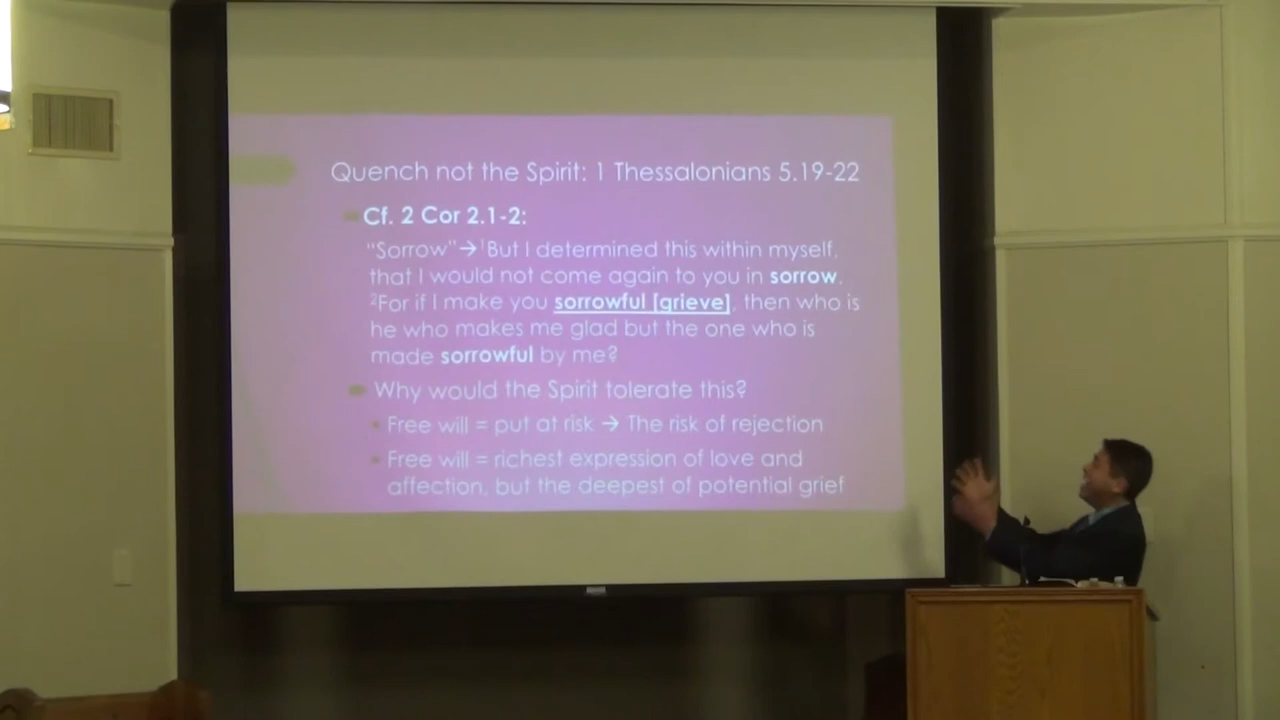 Quench not the Spirit: 1 Thessalonians 5.19-22
Cf. 2 Cor 2.1-2:
“Sorrow”→¹But I determined this within myself,
that I would not come again to you in sorrow.
²For if I make you sorrowful [grieve], then who is
he who makes me glad but the one who is
made sorrowful by me?
Why would the Spirit tolerate this?
Free will = put at risk → The risk of rejection
Free will = richest expression of love and
affection, but the deepest of potential grief